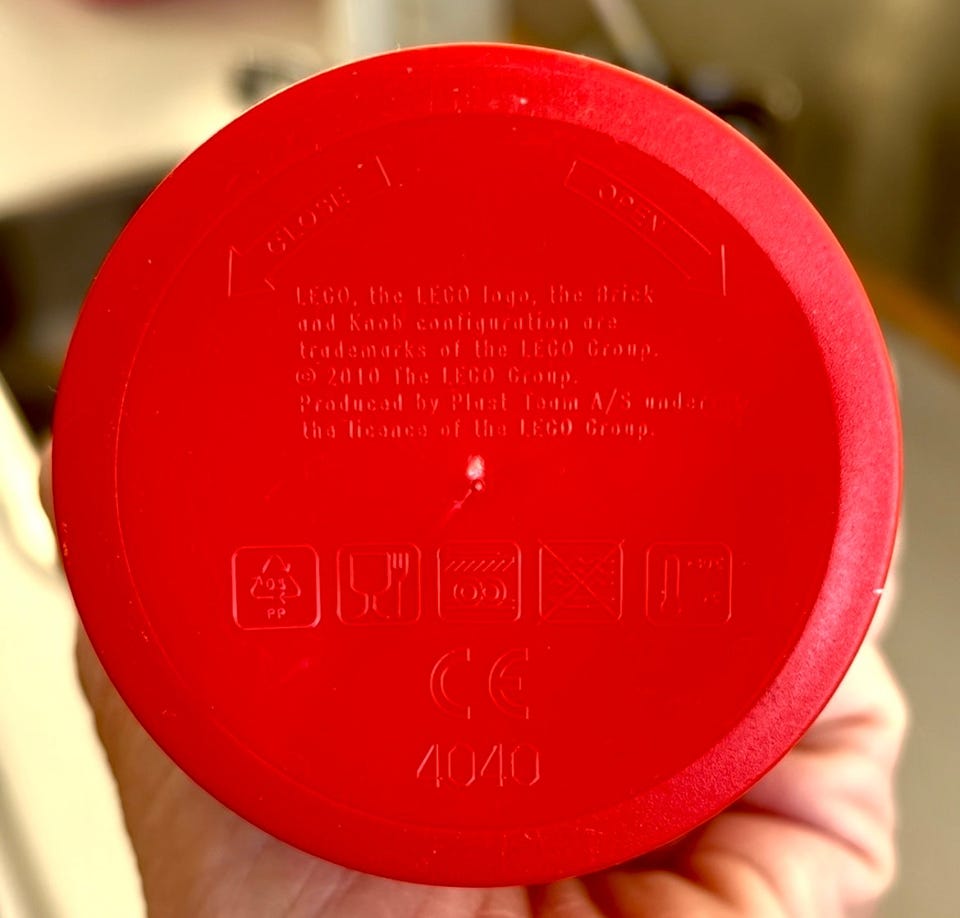 CLOSE
OPEN
LEGO, the LEGO logo, the Brick
and Knob configuration are
trademarks of the LEGO Group.
© 2010 The LEGO Group.
Produced by Plast Team A/S under
the licence of the LEGO Group.
PP
CE
4040